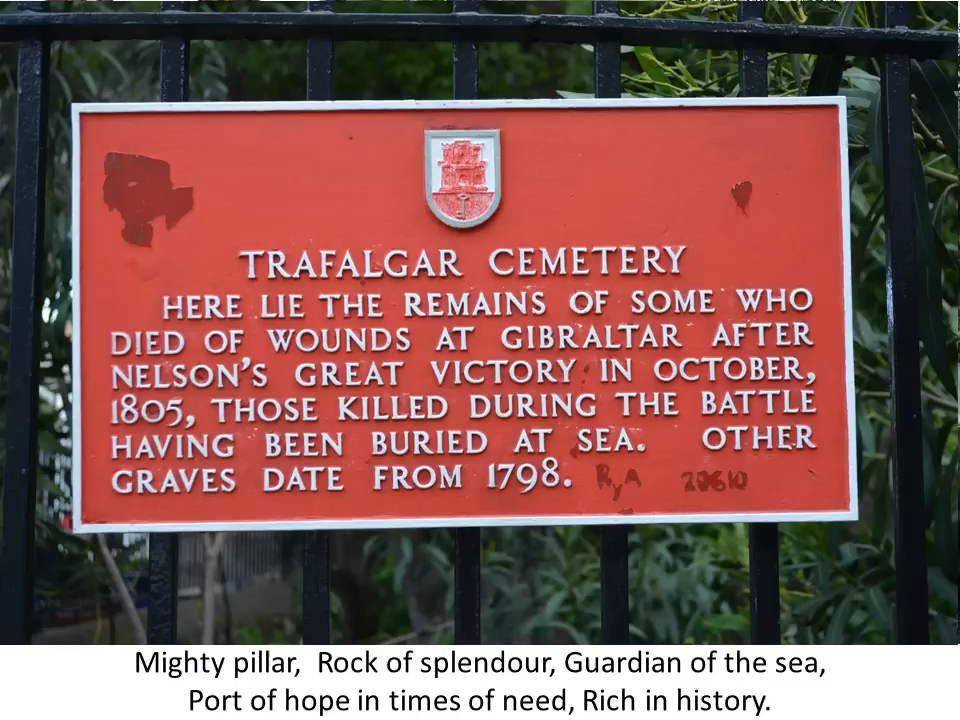 TRAFALGAR CEMETERY
HERE LIE THE REMAINS OF SOME WHO
DIED OF WOUNDS AT GIBRALTAR AFTER
NELSON'S GREAT VICTORY IN OCTOBER,
1805, THOSE KILLED DURING THE BATTLE
HAVING BEEN BURIED AT SEA. OTHER
GRAVES DATE FROM 1798.
Mighty pillar, Rock of splendour, Guardian of the sea,
Port of hope in times of need, Rich in history.